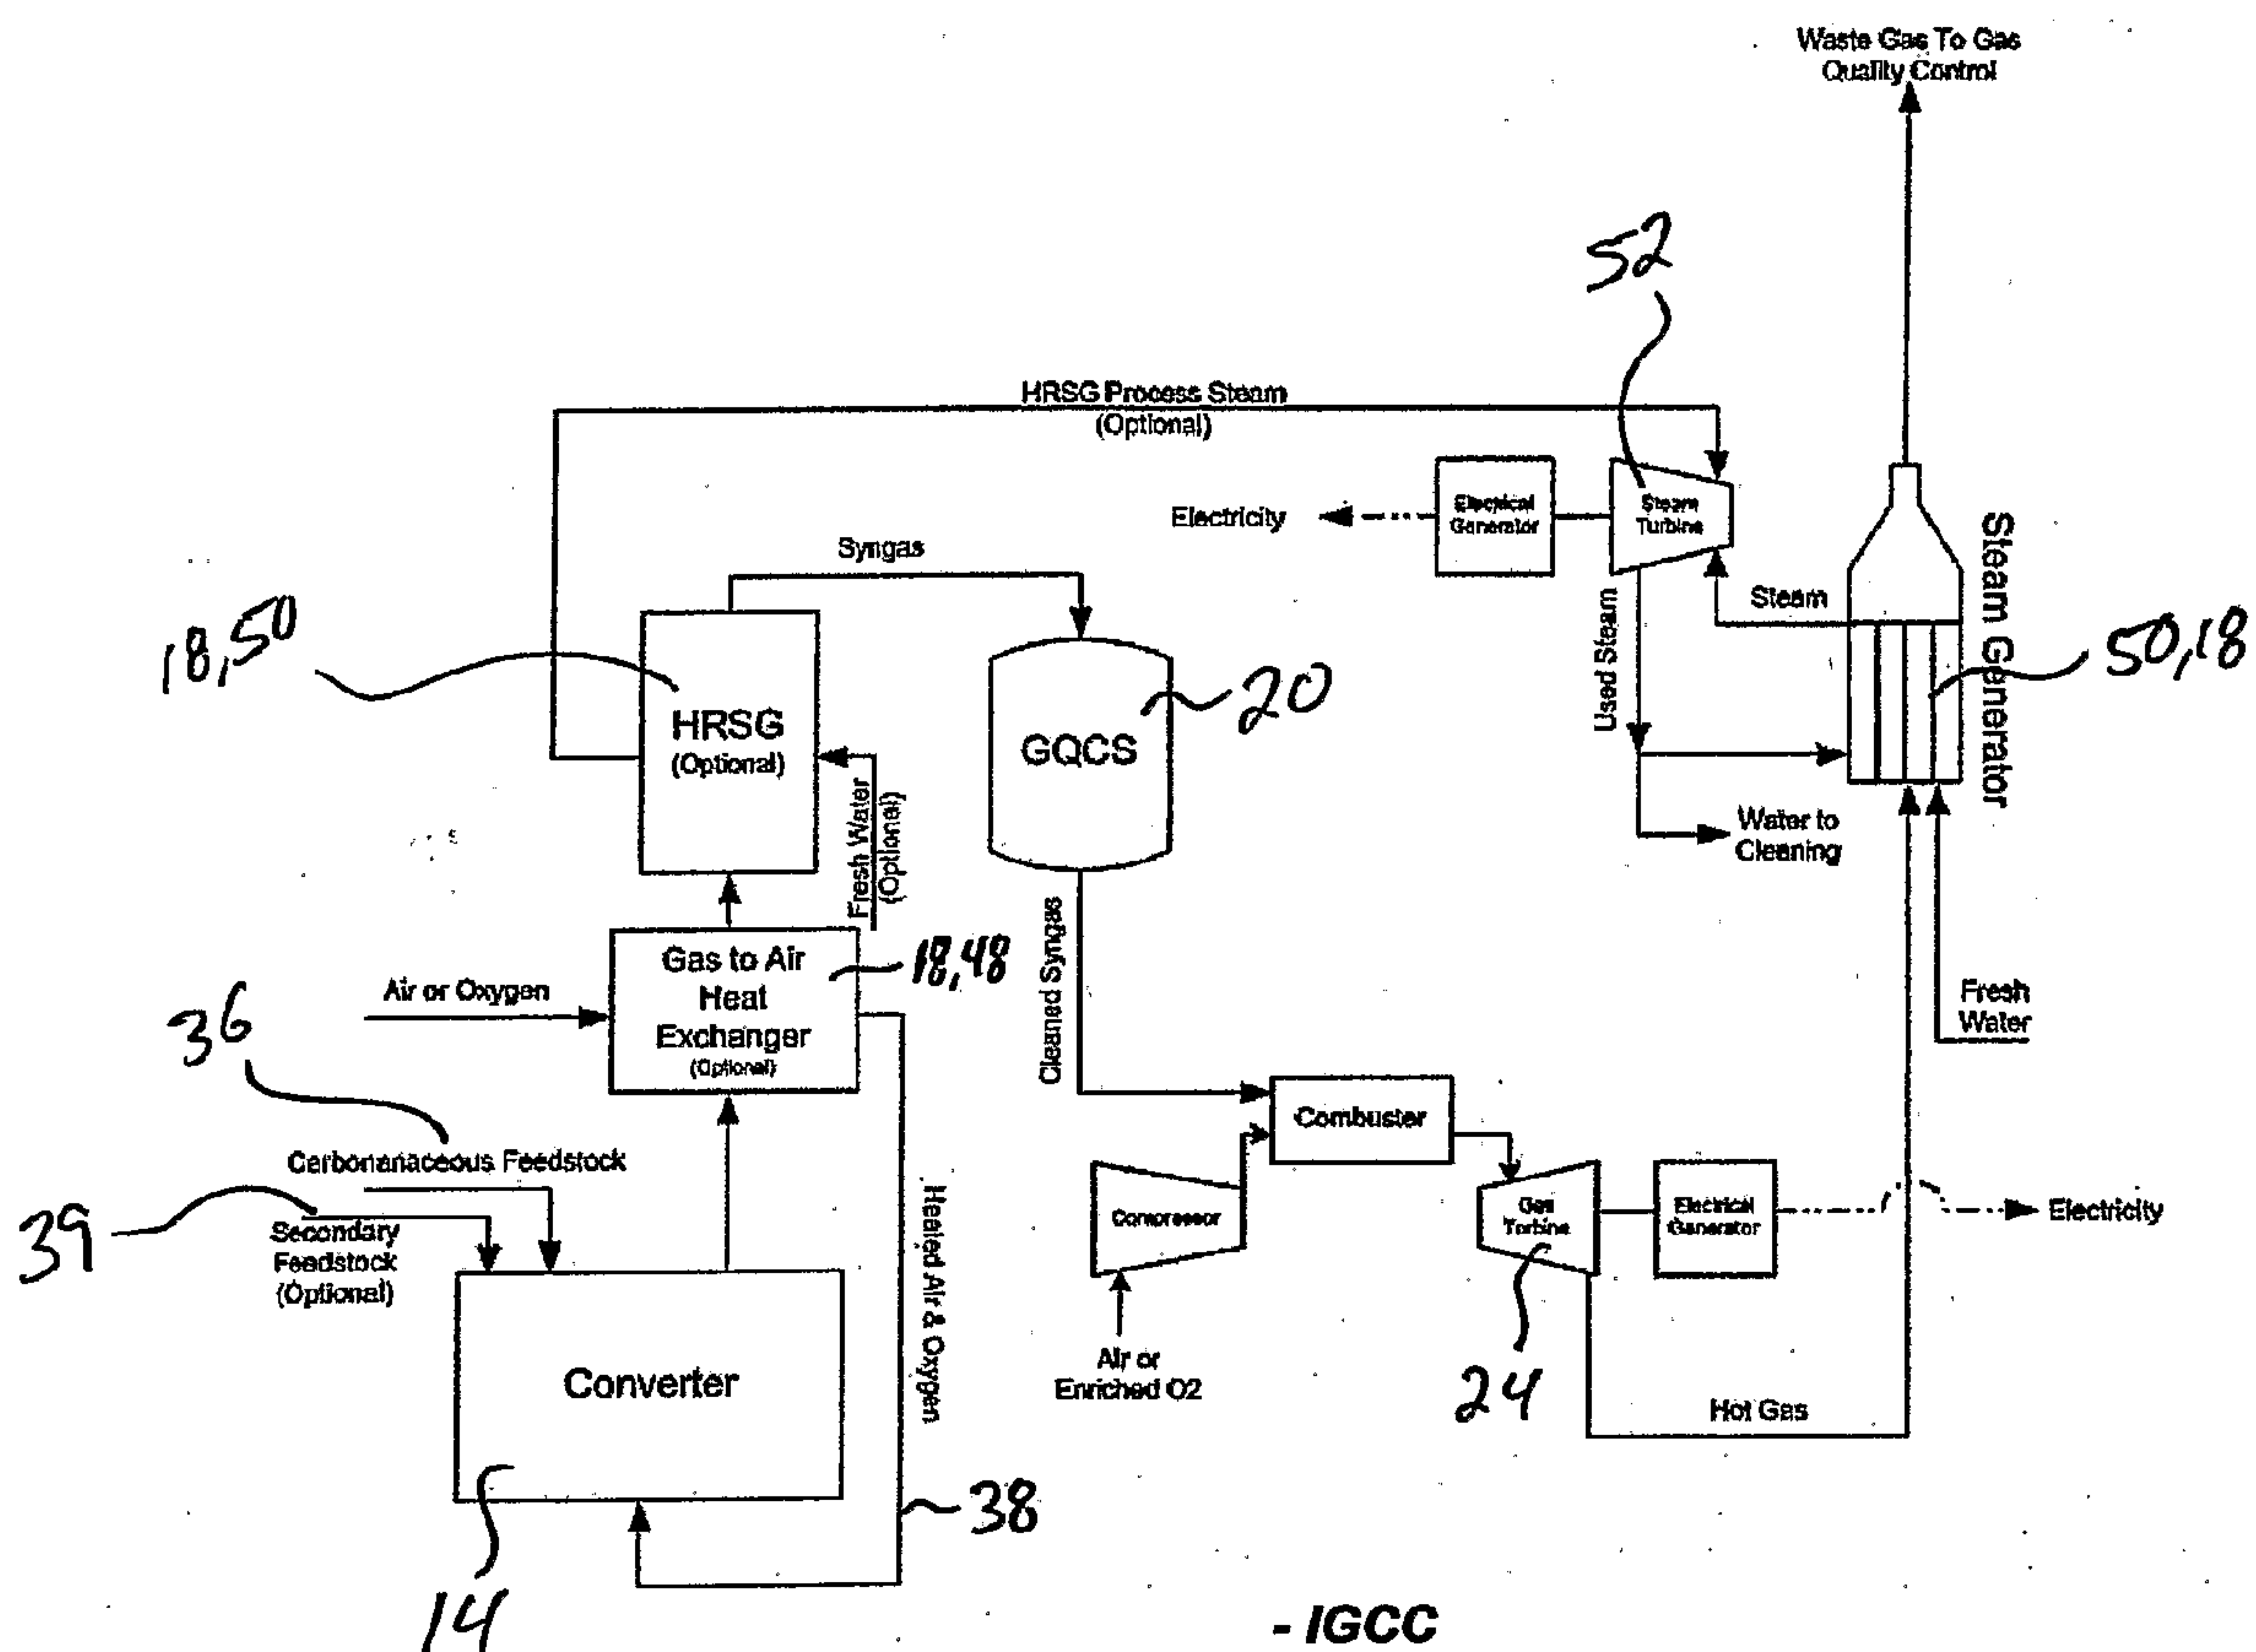 Waste Gas To Gas
Quality Control
52
HRSG Process Steam
(Optional)
Electricity
Electrical
Generator
Steam
Turbine
Steam
Used Steam
Steam Generator
50,18
Syngas
18,50
HRSG
(Optional)
Fresh Water
(Optional)
GQCS
20
Water to
Cleaning
Fresh
Water
Gas to Air
Heat
Exchanger
(Optional)
18,48
Air or Oxygen
36
Cleaned Syngas
Carbonanaceous Feedstock
39
Secondary
Feedstock
(Optional)
Heated Air & Oxygen
Combuster
Compressor
Gas
Turbine
Electrical
Generator
Electricity
Air or
Enriched O2
24
Hot Gas
Converter
38
14
- IGCC